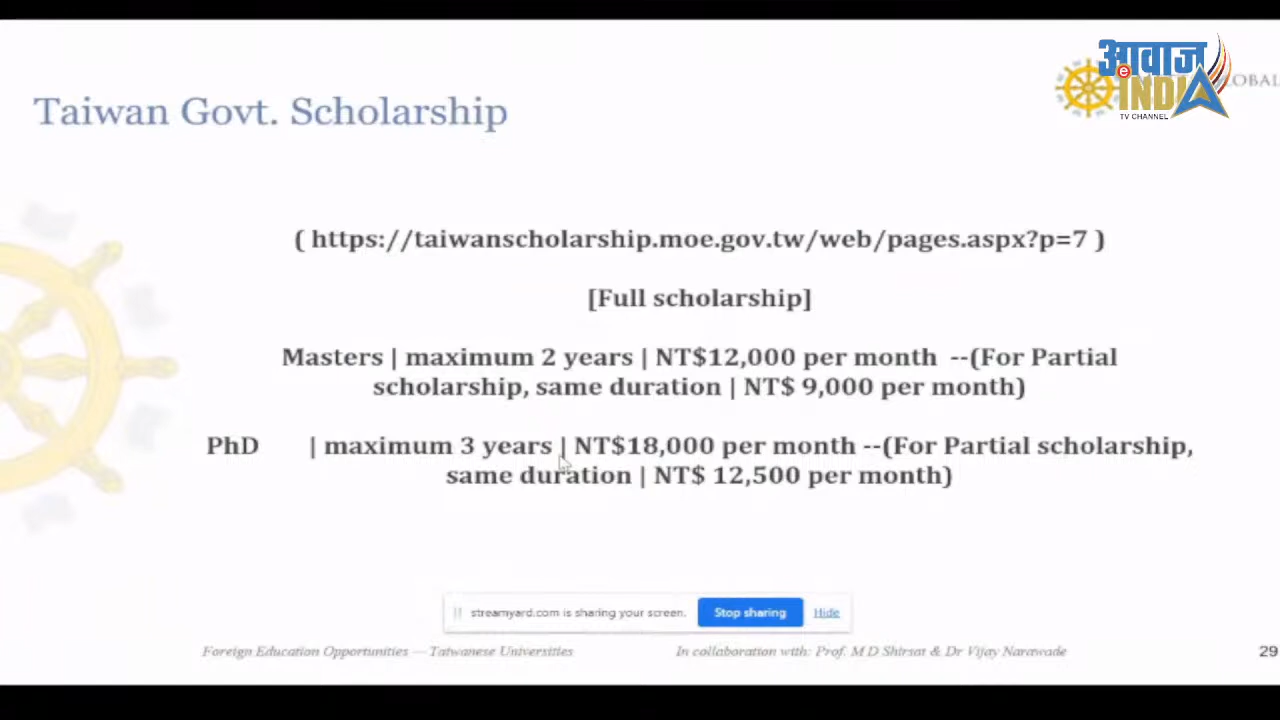 आवाज
e
INDIA
TV CHANNEL
Taiwan Govt. Scholarship
( https://taiwanscholarship.moe.gov.tw/web/pages.aspx?p=7 )
[Full scholarship]
Masters | maximum 2 years | NT$12,000 per month --(For Partial
scholarship, same duration | NT$ 9,000 per month)
PhD | maximum 3 years | NT$18,000 per month --(For Partial scholarship,
same duration | NT$ 12,500 per month)
streamyard.com is sharing your screen. Stop sharing Hide
Foreign Education Opportunities — Taiwanese Universities In collaboration with: Prof. M D Shirsat & Dr Vijay Narawade 29